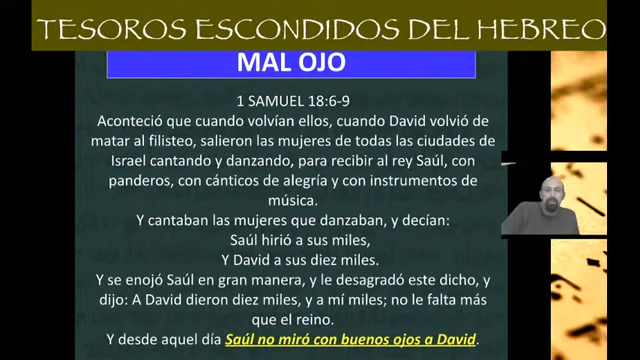 TESOROS ESCONDIDOS DEL HEBREO
MAL OJO
1 SAMUEL 18:6-9
Aconteció que cuando volvían ellos, cuando David volvió de
matar al filisteo, salieron las mujeres de todas las ciudades de
Israel cantando y danzando, para recibir al rey Saúl, con
panderos, con cánticos de alegría y con instrumentos de
música.
Y cantaban las mujeres que danzaban, y decían:
Saúl hirió a sus miles,
Y David a sus diez miles.
Y se enojó Saúl en gran manera, y le desagradó este dicho, y
dijo: A David dieron diez miles, y a mí miles; no le falta más
que el reino.
Y desde aquel día Saúl no miró con buenos ojos a David.